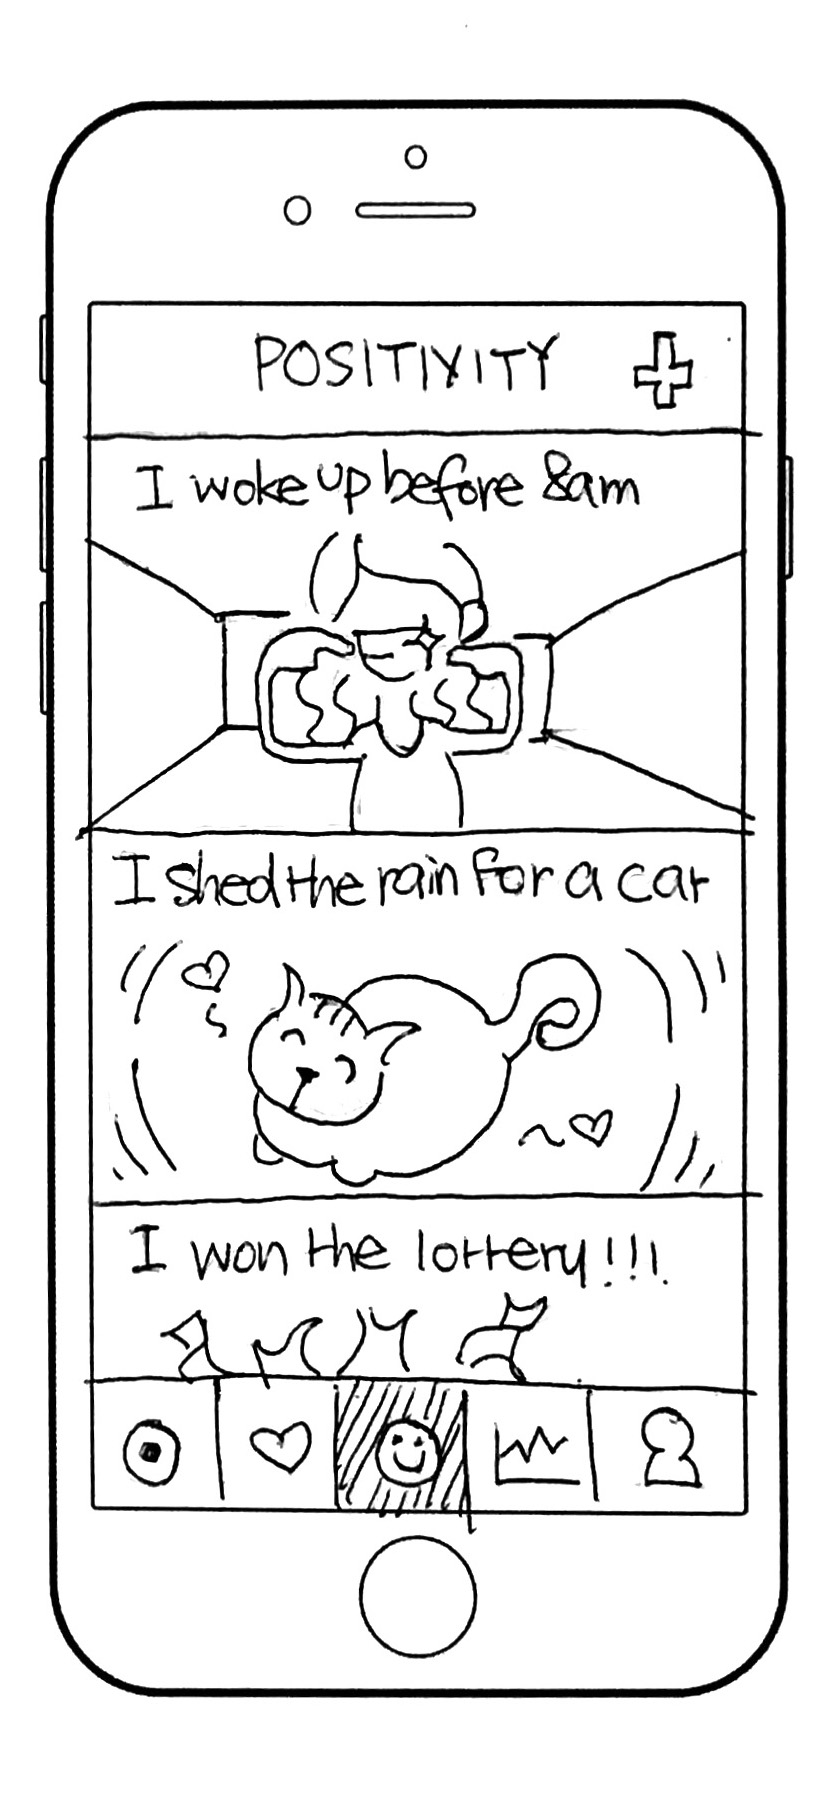 POSITIVITY
I woke up before 8am
I shed the rain for a car
I won the lottery!!!